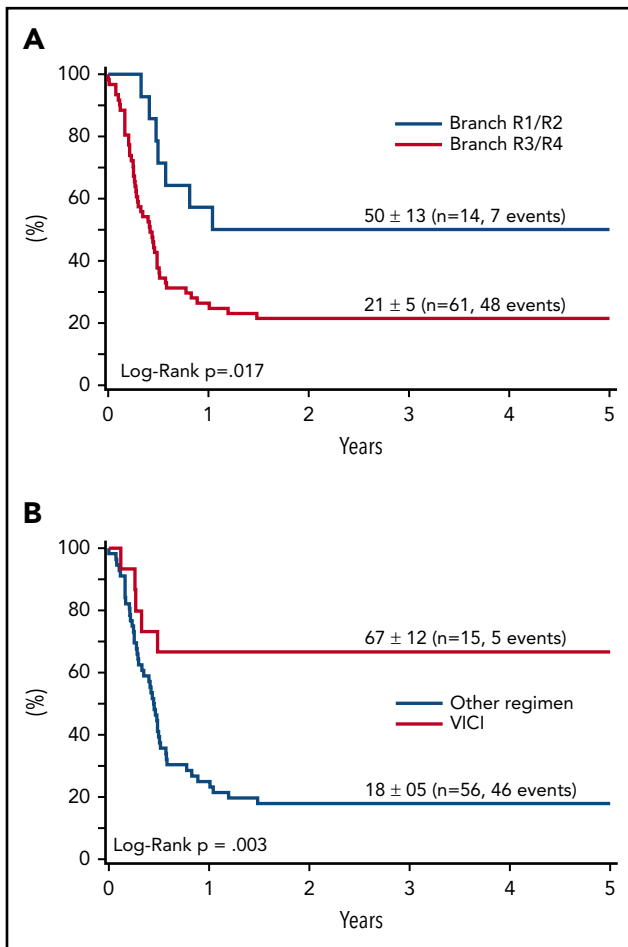 A
100
80
60
40
20
0
(%)
Branch R1/R2
Branch R3/R4
50 ± 13 (n=14, 7 events)
21 ± 5 (n=61, 48 events)
Log-Rank p=.017
0 1 2 3 4 5
Years
B
100
80
60
40
20
0
(%)
67 ± 12 (n=15, 5 events)
Other regimen
VICI
18 ± 05 (n=56, 46 events)
Log-Rank p = .003
0 1 2 3 4 5
Years